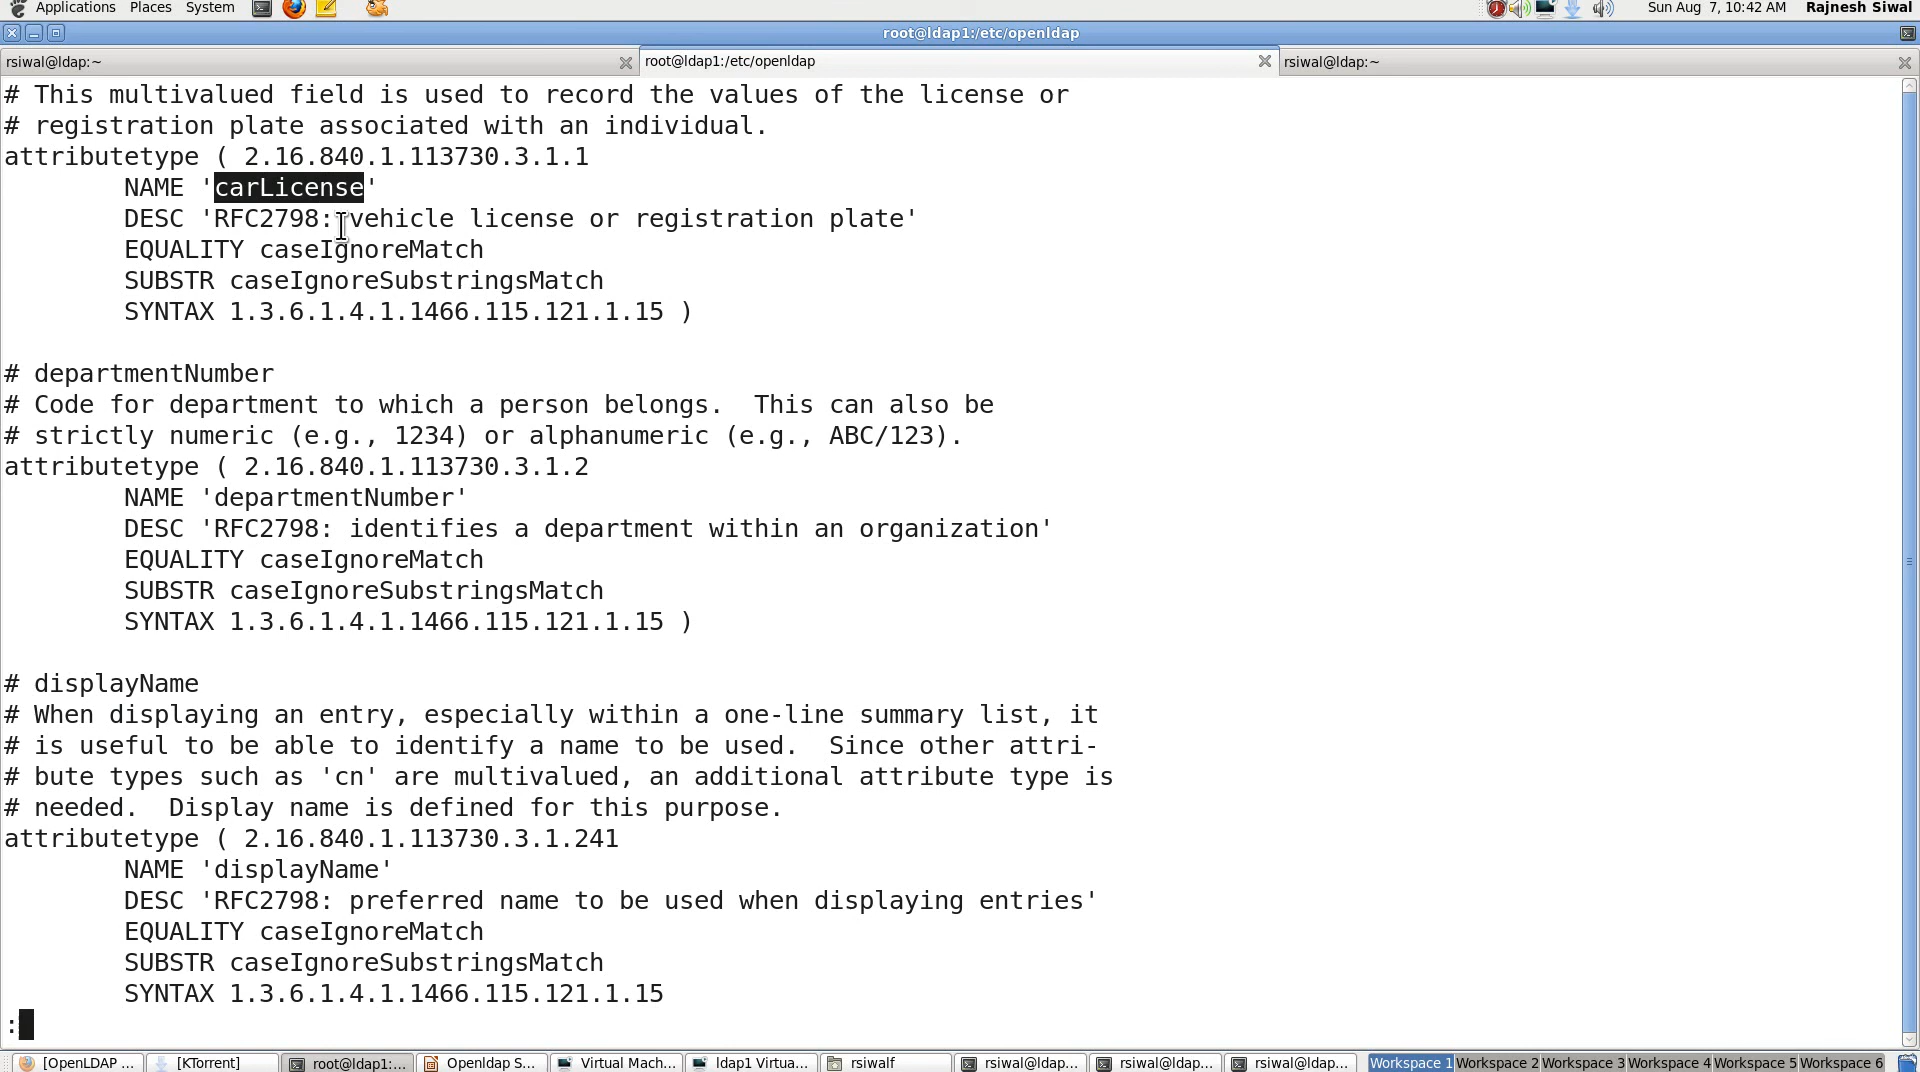 Applications Places System
Sun Aug 7, 10:42 AM Rajnesh Siwal
root@ldap1:/etc/openldap
rsiwal@ldap:~ root@ldap1:/etc/openldap rsiwal@ldap:~
# This multivalued field is used to record the values of the license or
# registration plate associated with an individual.
attributetype ( 2.16.840.1.113730.3.1.1
        NAME 'carLicense'
        DESC 'RFC2798: vehicle license or registration plate'
        EQUALITY caseIgnoreMatch
        SUBSTR caseIgnoreSubstringsMatch
        SYNTAX 1.3.6.1.4.1.1466.115.121.1.15 )
# departmentNumber
# Code for department to which a person belongs.  This can also be
# strictly numeric (e.g., 1234) or alphanumeric (e.g., ABC/123).
attributetype ( 2.16.840.1.113730.3.1.2
        NAME 'departmentNumber'
        DESC 'RFC2798: identifies a department within an organization'
        EQUALITY caseIgnoreMatch
        SUBSTR caseIgnoreSubstringsMatch
        SYNTAX 1.3.6.1.4.1.1466.115.121.1.15 )
# displayName
# When displaying an entry, especially within a one-line summary list, it
# is useful to be able to identify a name to be used.  Since other attri-
# bute types such as 'cn' are multivalued, an additional attribute type is
# needed.  Display name is defined for this purpose.
attributetype ( 2.16.840.1.113730.3.1.241
        NAME 'displayName'
        DESC 'RFC2798: preferred name to be used when displaying entries'
        EQUALITY caseIgnoreMatch
        SUBSTR caseIgnoreSubstringsMatch
        SYNTAX 1.3.6.1.4.1.1466.115.121.1.15
:
[OpenLDAP ... [KTorrent] root@ldap1:... Openldap S... Virtual Mach... ldap1 Virtua... rsiwalf rsiwal@ldap... rsiwal@ldap... rsiwal@ldap... Workspace 1 Workspace 2 Workspace 3 Workspace 4 Workspace 5 Workspace 6